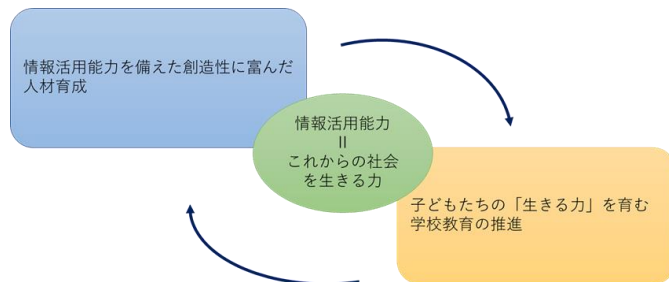 情報活用能力を備えた創造性に富んだ
人材育成
情報活用能力
＝
これからの社会
を生きる力
子どもたちの「生きる力」を育む
学校教育の推進